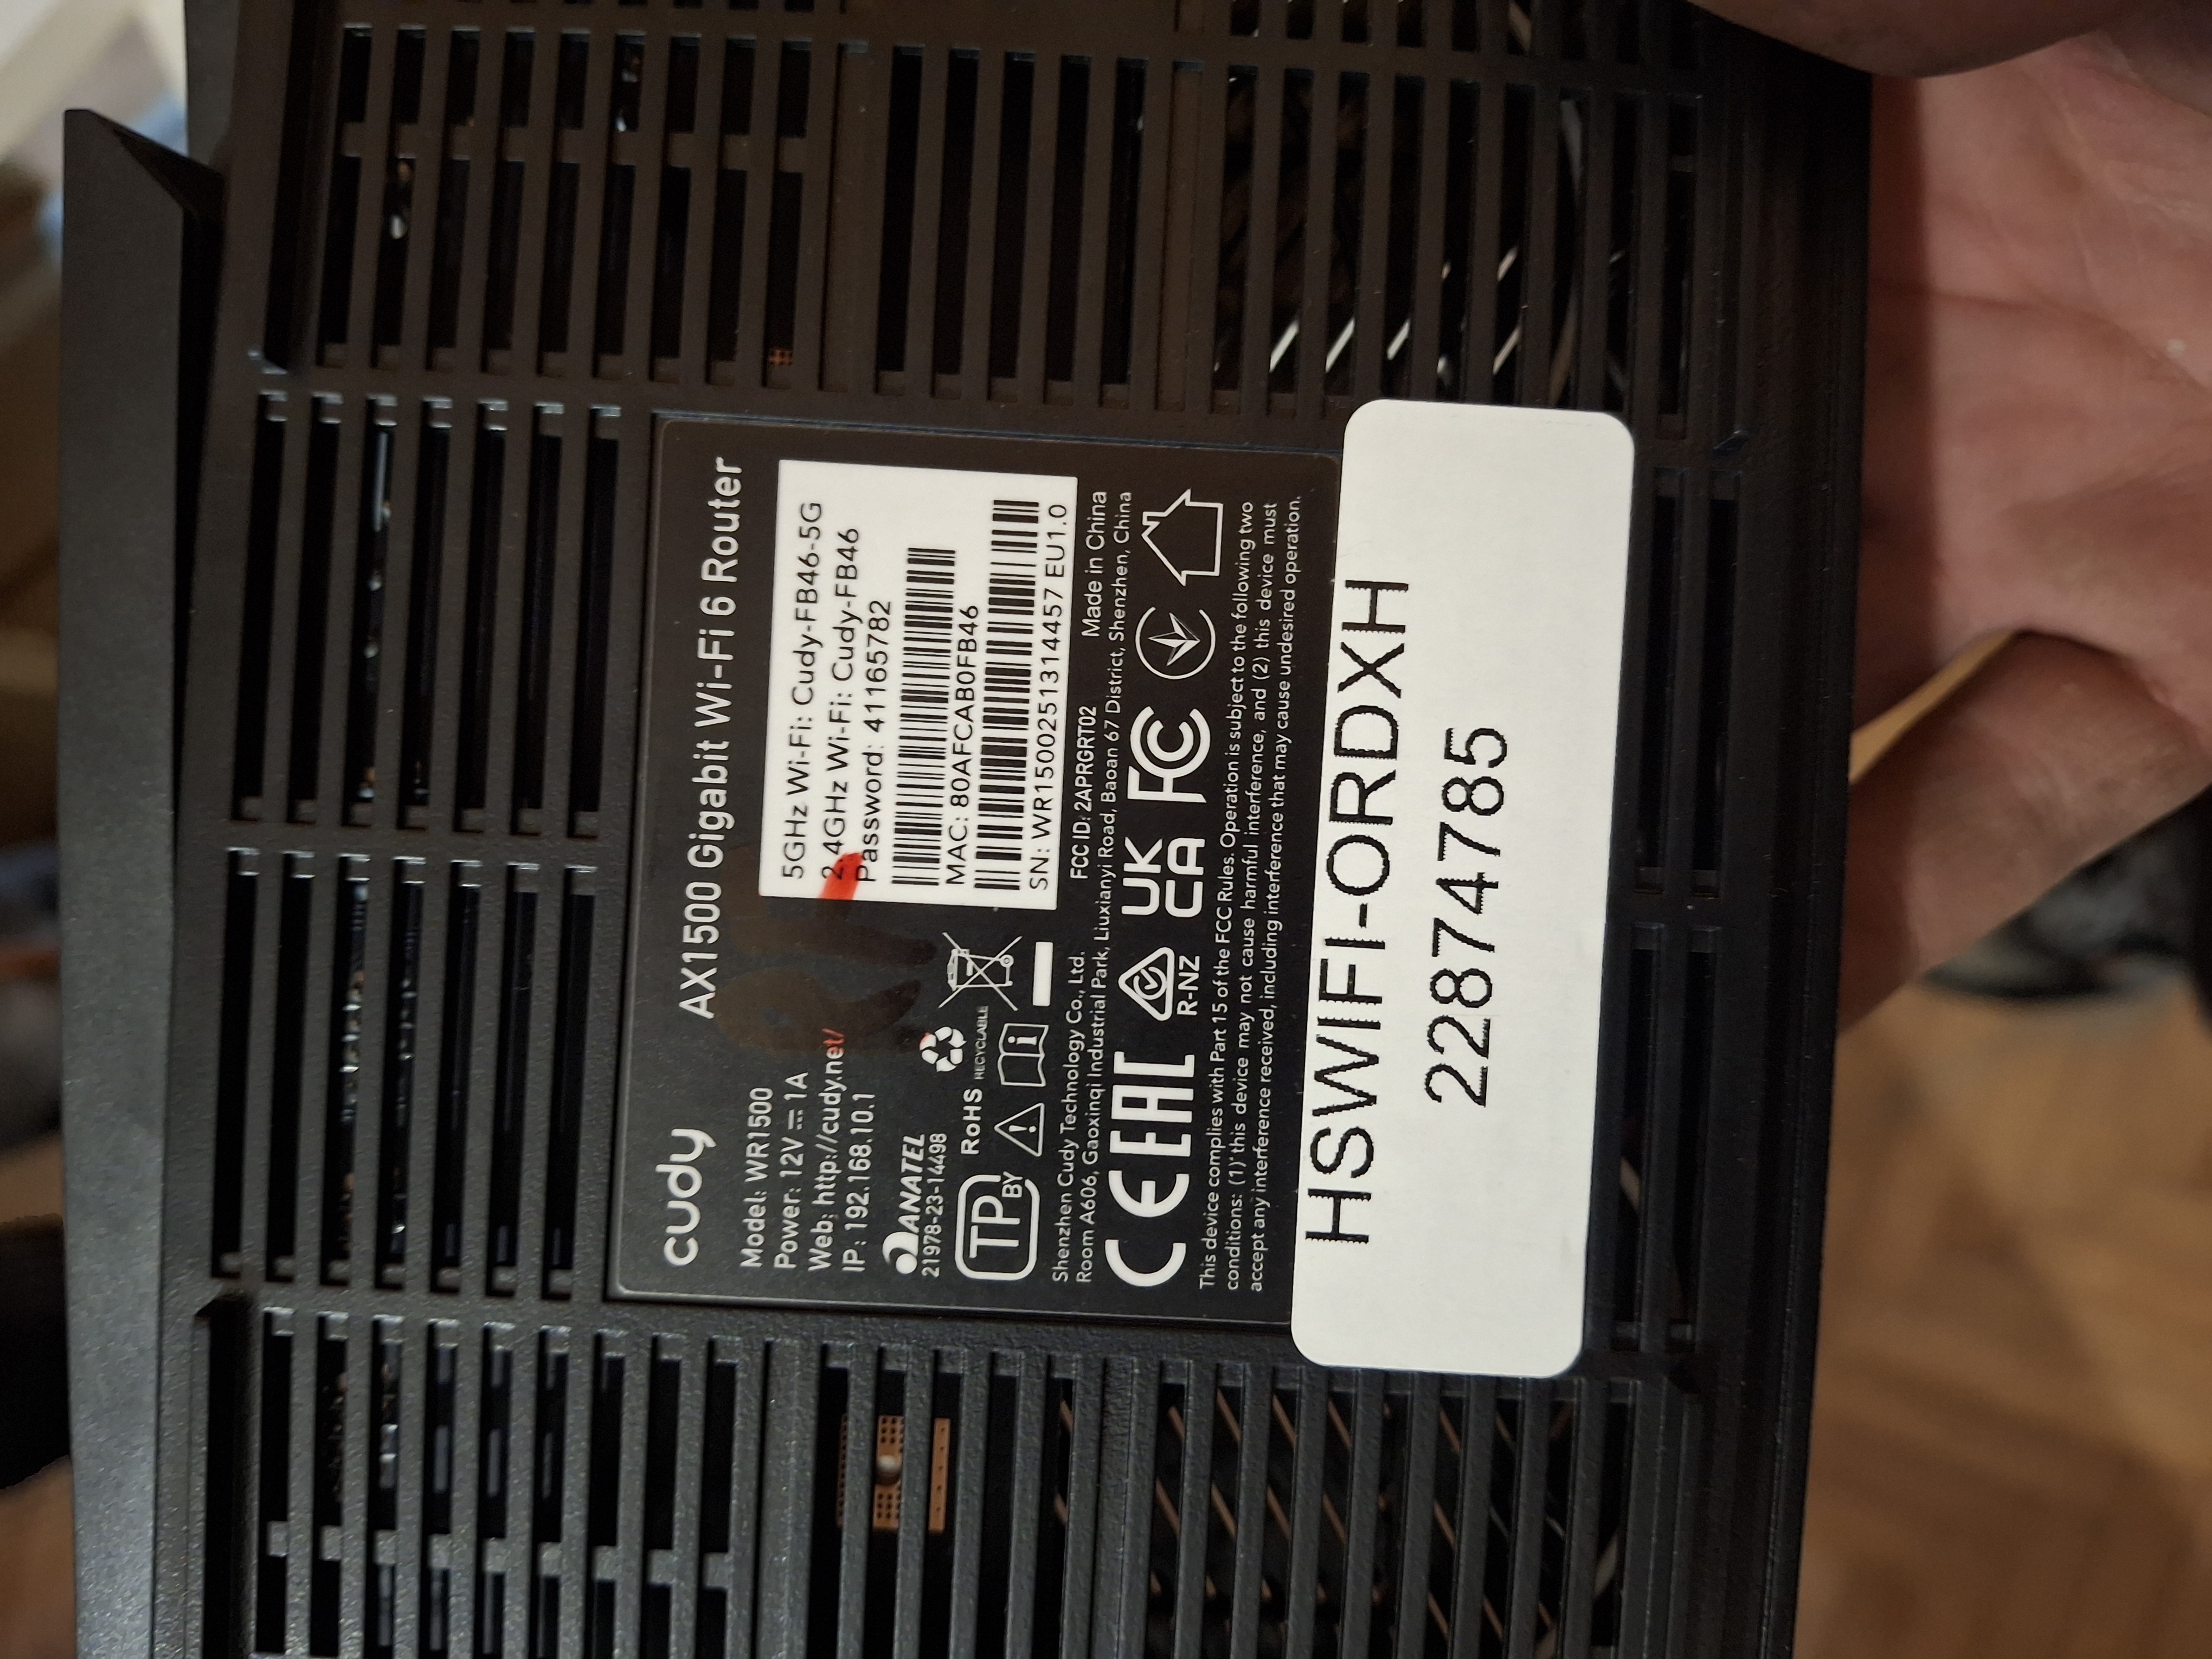 cudy
AX1500 Gigabit Wi-Fi 6 Router
Model: WR1500
Power: 12V⎓1A
Web: http://cudy.net/
IP: 192.168.10.1
5GHz Wi-Fi: Cudy-FB46-5G
2.4GHz Wi-Fi: Cudy-FB46
Password: 41165782
MAC: 80AFCAB0FB46
SN: WR1500251314457 EU1.0
ANATEL
21978-23-14498
RoHS
RECYCLABLE
TP
BY
FCC ID: 2APRGRT02
Made in China
Shenzhen Cudy Technology Co., Ltd.
Room A606, Gaoxinqi Industrial Park, Liuxianyi Road, Baoan 67 District, Shenzhen, China
CE EAC R-NZ UK CA FC
This device complies with Part 15 of the FCC Rules. Operation is subject to the following two
conditions: (1) this device may not cause harmful interference, and (2) this device must
accept any interference received, including interference that may cause undesired operation.
HSWIFI-ORDXH
22874785